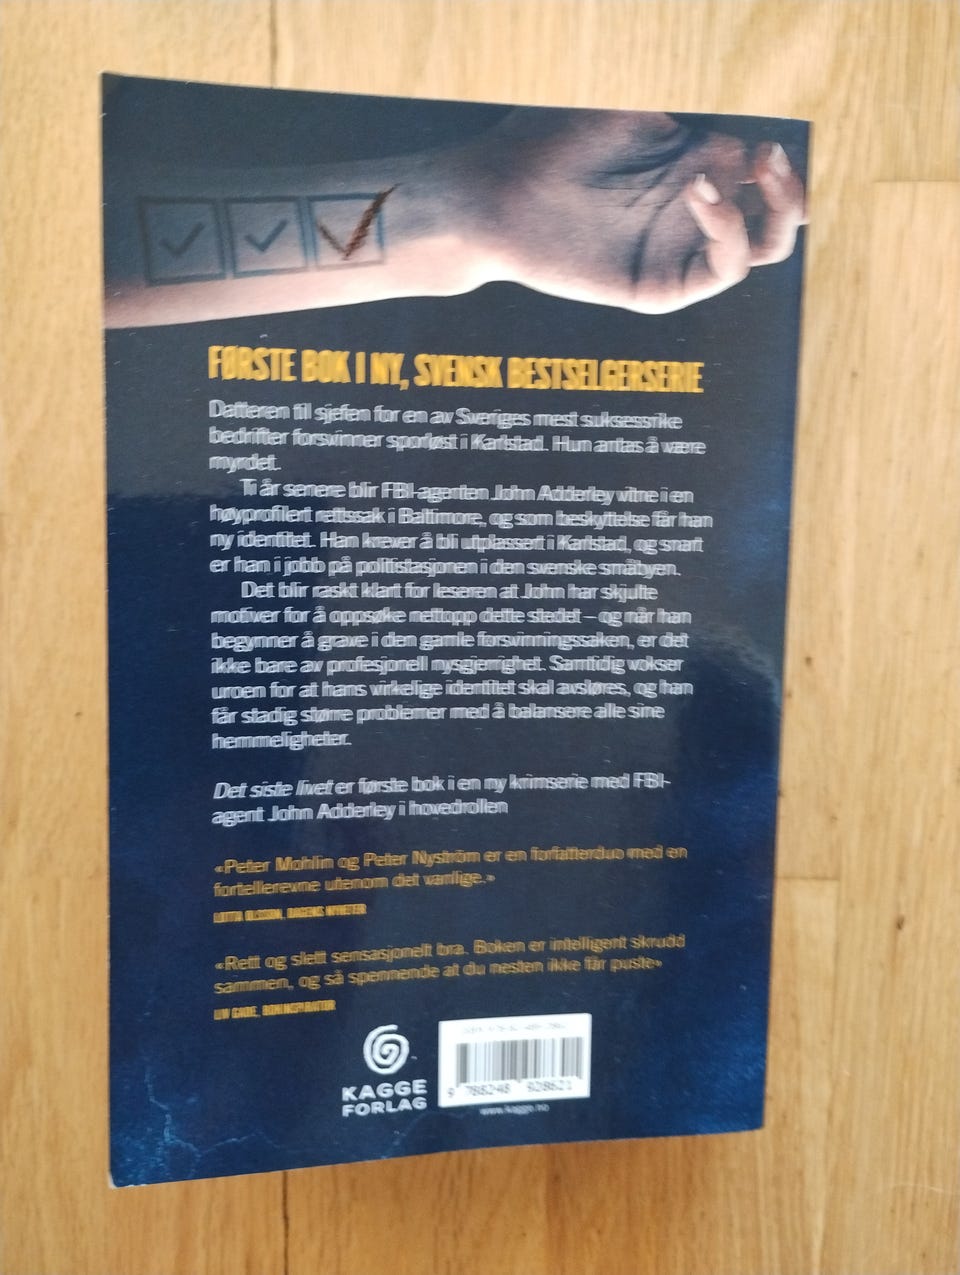 FØRSTE BOK I NY, SVENSK BESTSELGERSERIE
Datteren til sjefen for en av Sveriges mest suksessrike
bedrifter forsvinner sporløst i Karlstad. Hun antas å være
myrdet.
Ti år senere blir FBI-agenten John Adderley vitne i en
høyprofilert rettssak i Baltimore, og som beskyttelse får han
ny identitet. Han krever å bli utplassert i Karlstad, og snart
er han i jobb på politistasjonen i den svenske småbyen.
Det blir raskt klart for leseren at John har skjulte
motiver for å oppsøke nettopp dette stedet – og når han
begynner å grave i den gamle forsvinningssaken, er det
ikke bare av profesjonell nysgjerrighet. Samtidig vokser
uroen for at hans virkelige identitet skal avsløres, og han
får stadig større problemer med å balansere alle sine
hemmeligheter.
Det siste livet er første bok i en ny krimserie med FBI-
agent John Adderley i hovedrollen
«Peter Mohlin og Peter Nyström er en forfatterduo med en
fortellerevne utenom det vanlige.»
LOTTA OLSSON, DAGENS NYHETER
«Rett og slett sensasjonelt bra. Boken er intelligent skrudd
sammen, og så spennende at du nesten ikke får puste»
LIV GADE, BOKINSPIRATOR
KAGGE
FORLAG
9 788248 928621
www.kagge.no